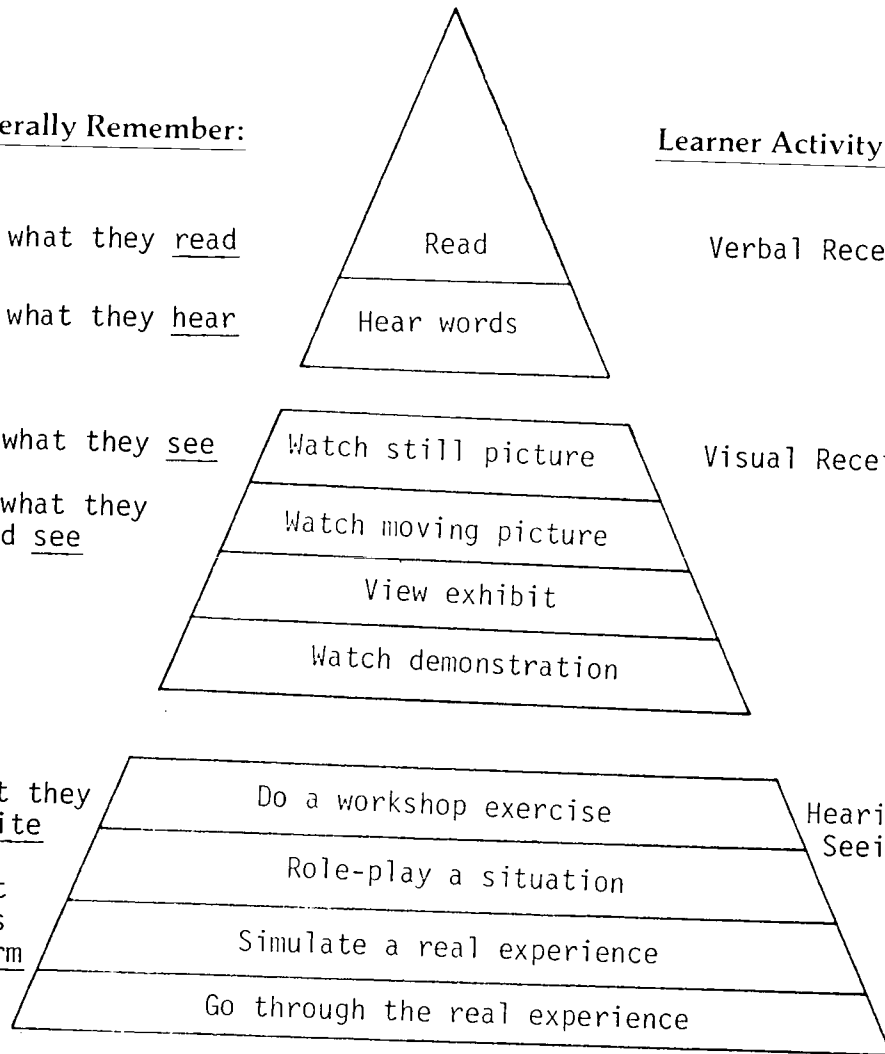 erally Remember:
Learner Activity
what they read
Read
Verbal Rece
what they hear
Hear words
what they see
Watch still picture
Visual Rece
what they
d see
Watch moving picture
View exhibit
Watch demonstration
t they
ite
Do a workshop exercise
Heari
Seei
Role-play a situation
t
s
rm
Simulate a real experience
Go through the real experience